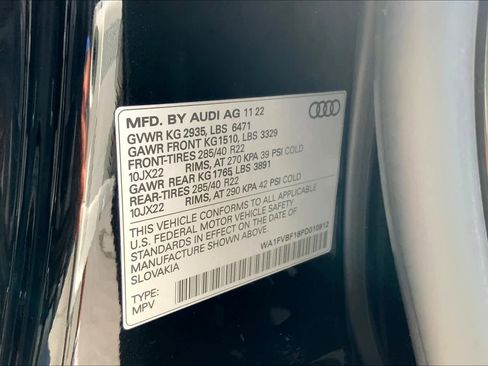 MFD. BY AUDI AG 11 22
GVWR KG 2935, LBS 6471
GAWR FRONT KG1510, LBS 3329
FRONT-TIRES 285/40 R22
10JX22 RIMS, AT 270 KPA 39 PSI COLD
GAWR REAR KG1765, LBS 3891
REAR-TIRES 285/40 R22
10JX22 RIMS, AT 290 KPA 42 PSI COLD
THIS VEHICLE CONFORMS TO ALL APPLICABLE
U.S. FEDERAL MOTOR VEHICLE SAFETY
STANDARDS IN EFFECT ON THE DATE OF
MANUFACTURE SHOWN ABOVE.
SLOVAKIA
WA1FVBF18PD010912
TYPE:
MPV